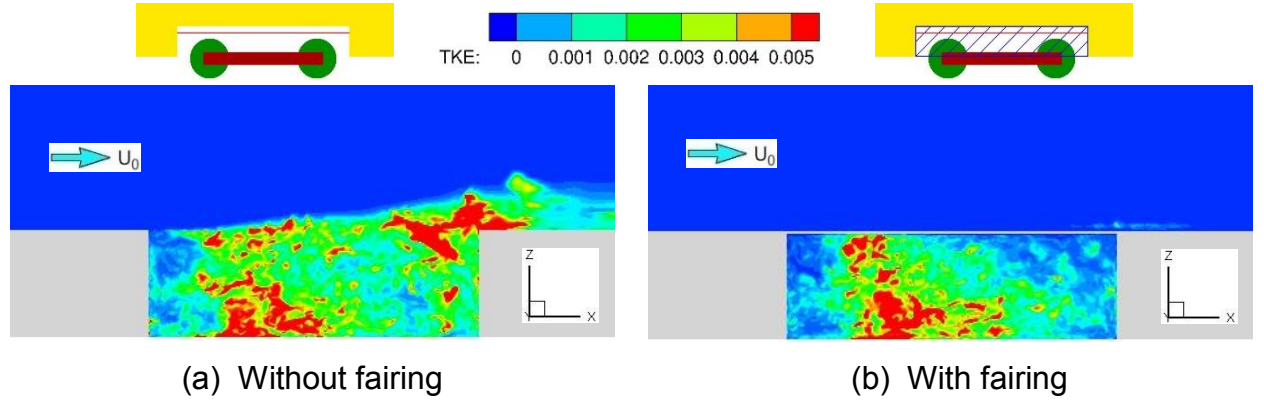 TKE: 0 0.001 0.002 0.003 0.004 0.005
U₀
U₀
Z
Y
X
Z
Y
X
(a) Without fairing
(b) With fairing